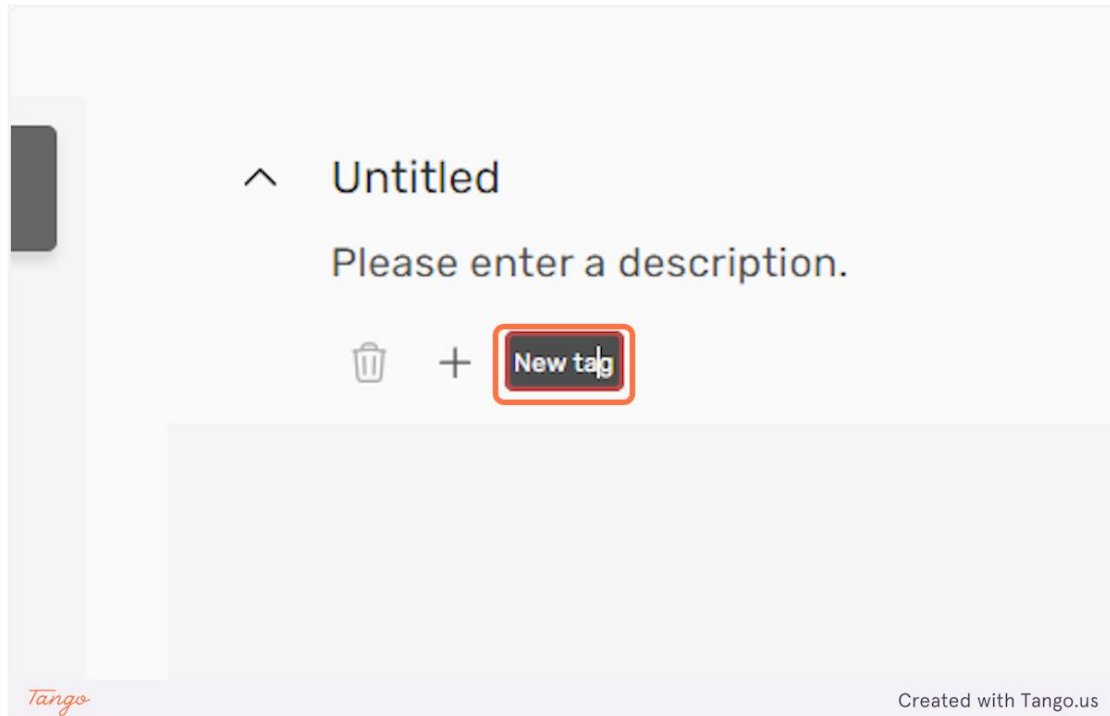 Untitled
Please enter a description.
New tag
Tango
Created with Tango.us